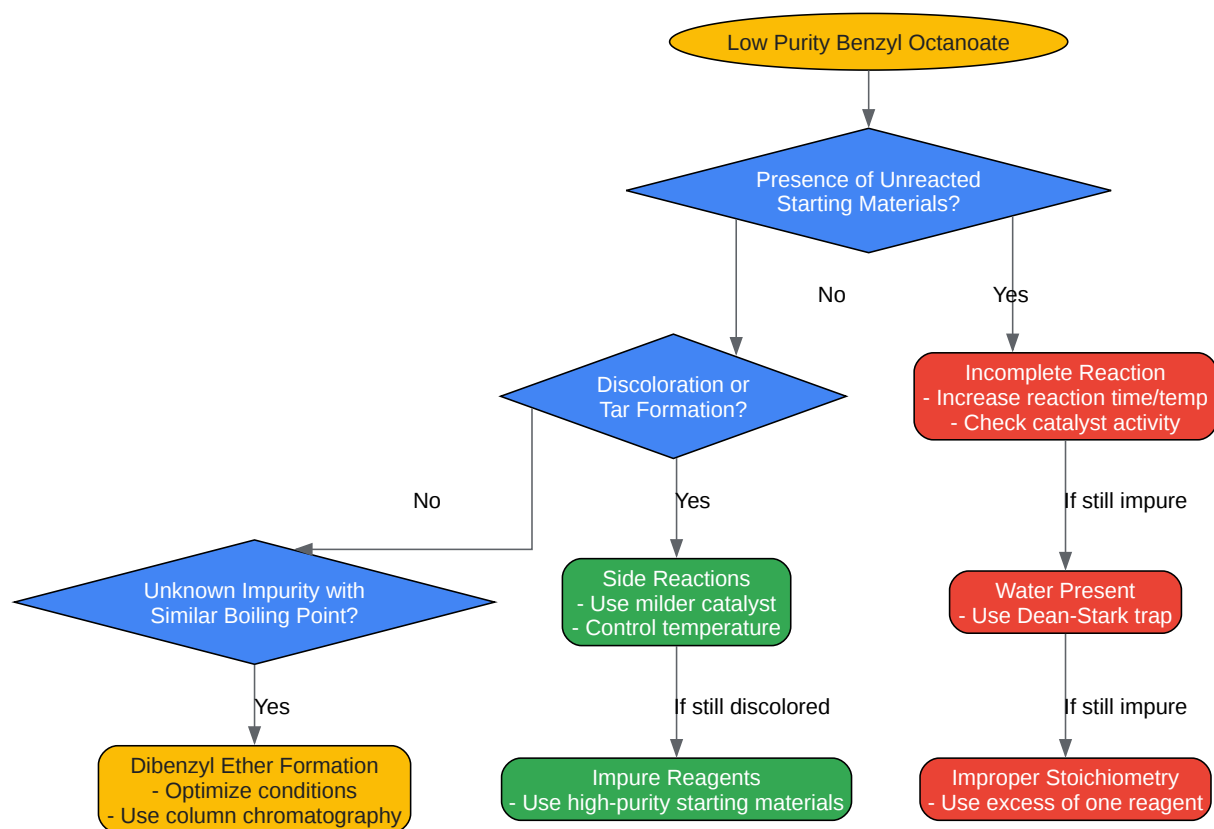 Low Purity Benzyl Octanoate
Presence of Unreacted
Starting Materials?
No
Yes
Discoloration or
Tar Formation?
Incomplete Reaction
- Increase reaction time/temp
- Check catalyst activity
No
Yes
If still impure
Unknown Impurity with
Similar Boiling Point?
Side Reactions
- Use milder catalyst
- Control temperature
Water Present
- Use Dean-Stark trap
Yes
If still discolored
If still impure
Dibenzyl Ether Formation
- Optimize conditions
- Use column chromatography
Impure Reagents
- Use high-purity starting materials
Improper Stoichiometry
- Use excess of one reagent